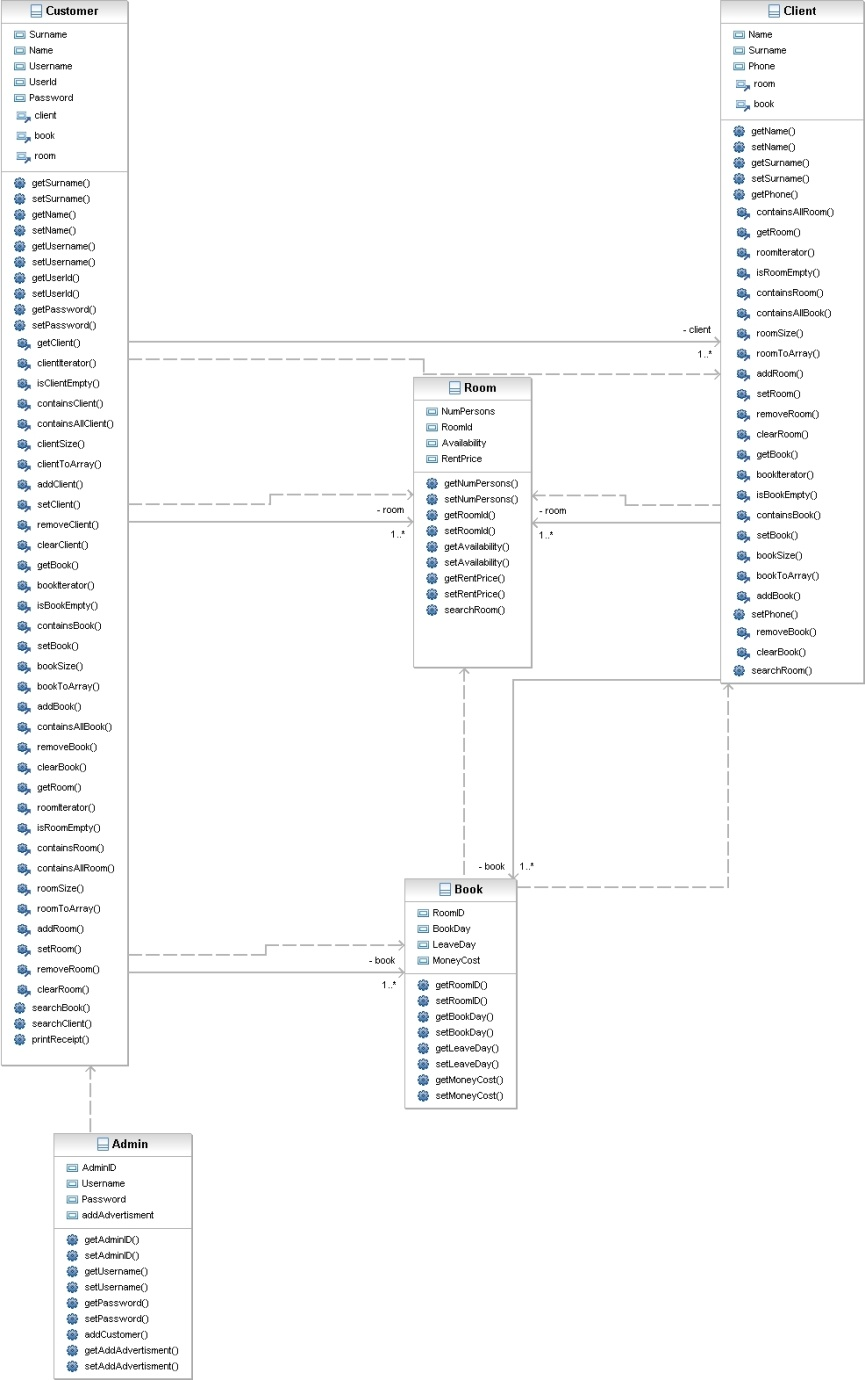 Customer
Surname
Name
Username
UserId
Password
client
book
room
getSurname()
setSurname()
getName()
setName()
getUsername()
setUsername()
getUserId()
setUserId()
getPassword()
setPassword()
getClient()
clientIterator()
isClientEmpty()
containsClient()
containsAllClient()
clientSize()
clientToArray()
addClient()
setClient()
removeClient()
clearClient()
getBook()
bookIterator()
isBookEmpty()
containsBook()
setBook()
bookSize()
bookToArray()
addBook()
containsAllBook()
removeBook()
clearBook()
getRoom()
roomIterator()
isRoomEmpty()
containsRoom()
containsAllRoom()
roomSize()
roomToArray()
addRoom()
setRoom()
removeRoom()
clearRoom()
searchBook()
searchClient()
printReceipt()
Client
Name
Surname
Phone
room
book
getName()
setName()
getSurname()
setSurname()
getPhone()
containsAllRoom()
getRoom()
roomIterator()
isRoomEmpty()
containsRoom()
containsAllBook()
roomSize()
roomToArray()
addRoom()
setRoom()
removeRoom()
clearRoom()
getBook()
bookIterator()
isBookEmpty()
containsBook()
setBook()
bookSize()
bookToArray()
addBook()
setPhone()
removeBook()
clearBook()
searchRoom()
- client
1..*
Room
NumPersons
RoomId
Availability
RentPrice
getNumPersons()
setNumPersons()
getRoomId()
setRoomId()
getAvailability()
setAvailability()
getRentPrice()
setRentPrice()
searchRoom()
- room
1..*
- room
1..*
- book
1..*
Book
RoomID
BookDay
LeaveDay
MoneyCost
getRoomID()
setRoomID()
getBookDay()
setBookDay()
getLeaveDay()
setLeaveDay()
getMoneyCost()
setMoneyCost()
- book
1..*
Admin
AdminID
Username
Password
addAdvertisment
getAdminID()
setAdminID()
getUsername()
setUsername()
getPassword()
setPassword()
addCustomer()
getAddAdvertisment()
setAddAdvertisment()